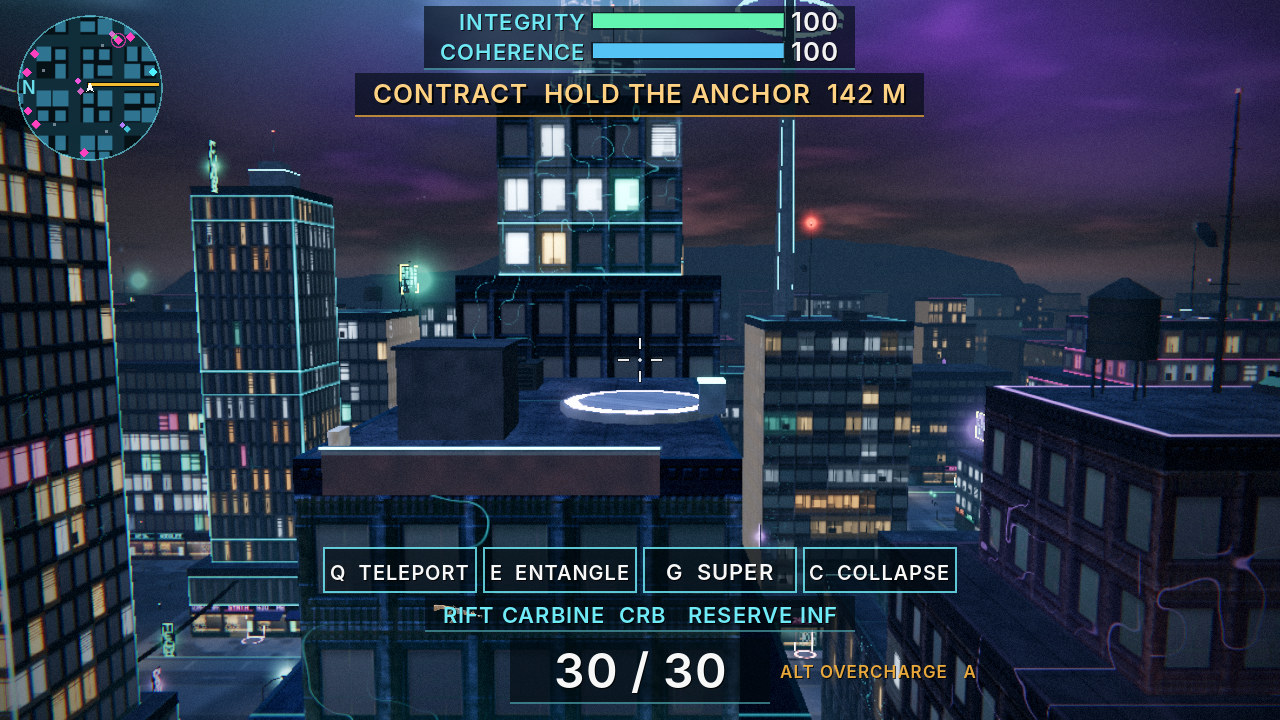 INTEGRITY 100
COHERENCE 100
CONTRACT HOLD THE ANCHOR 142 M
N
Q TELEPORT
E ENTANGLE
G SUPER
C COLLAPSE
RIFT CARBINE CRB RESERVE INF
30 / 30
ALT OVERCHARGE A